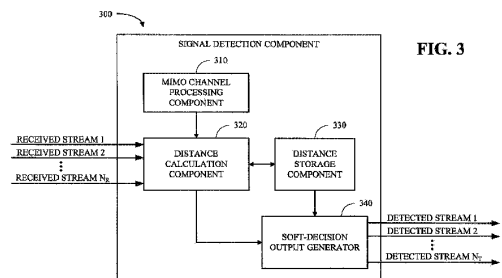 300
SIGNAL DETECTION COMPONENT
FIG. 3
310
MIMO CHANNEL
PROCESSING
COMPONENT
320
330
RECEIVED STREAM 1
RECEIVED STREAM 2
RECEIVED STREAM NR
DISTANCE
CALCULATION
COMPONENT
DISTANCE
STORAGE
COMPONENT
340
SOFT-DECISION
OUTPUT GENERATOR
DETECTED STREAM 1
DETECTED STREAM 2
DETECTED STREAM NT